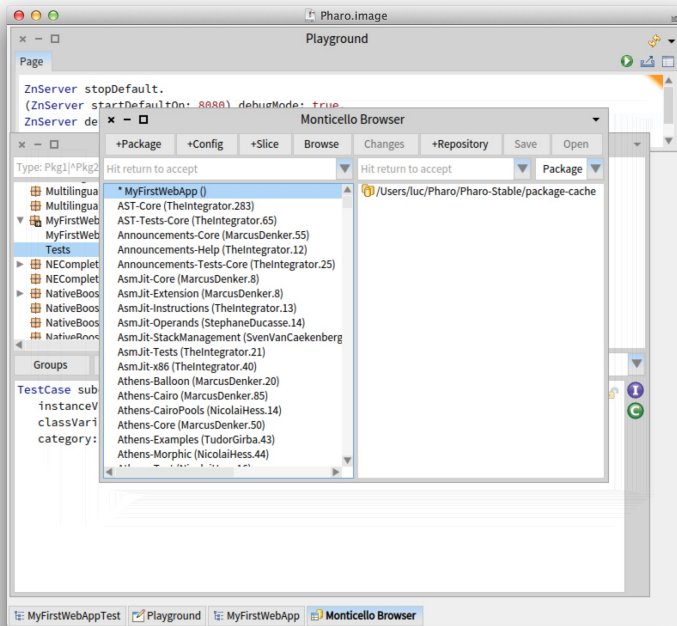 Pharo.image
Playground
Page
ZnServer stopDefault.
(ZnServer startDefaultOn: 8080) debugMode: true.
ZnServer de
Monticello Browser
+Package +Config +Slice Browse Changes +Repository Save Open
Type: Pkg1|^Pkg2
Hit return to accept
Hit return to accept
Package
Multilingua
Multilingua
MyFirstWeb
MyFirstWeb
Tests
NEComplet
NEComplet
NativeBoos
NativeBoos
NativeBoos
NativeBoos
* MyFirstWebApp ()
AST-Core (TheIntegrator.283)
AST-Tests-Core (TheIntegrator.65)
Announcements-Core (MarcusDenker.55)
Announcements-Help (TheIntegrator.12)
Announcements-Tests-Core (TheIntegrator.25)
AsmJit-Core (MarcusDenker.8)
AsmJit-Extension (MarcusDenker.8)
AsmJit-Instructions (TheIntegrator.13)
AsmJit-Operands (StephaneDucasse.14)
AsmJit-StackManagement (SvenVanCaekenberg
AsmJit-Tests (TheIntegrator.21)
AsmJit-x86 (TheIntegrator.40)
Athens-Balloon (MarcusDenker.20)
Athens-Cairo (MarcusDenker.85)
Athens-CairoPools (NicolaiHess.14)
Athens-Core (MarcusDenker.50)
Athens-Examples (TudorGirba.43)
Athens-Morphic (NicolaiHess.44)
/Users/luc/Pharo/Pharo-Stable/package-cache
Groups
TestCase sub
instanceV
classVari
category:
I
C
MyFirstWebAppTest Playground MyFirstWebApp Monticello Browser